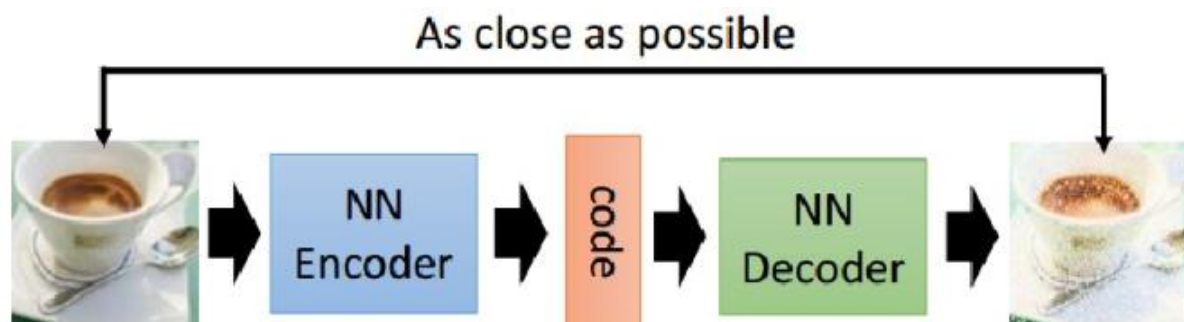 As close as possible
NN
Encoder
code
NN
Decoder